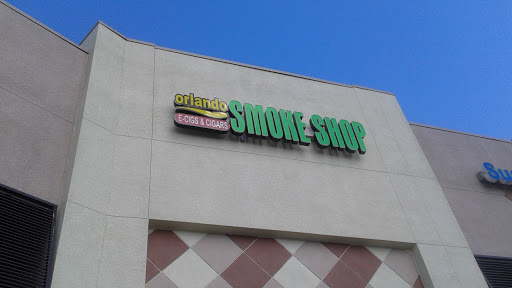 orlando
E-CIGS & CIGARS
SMOKE SHOP